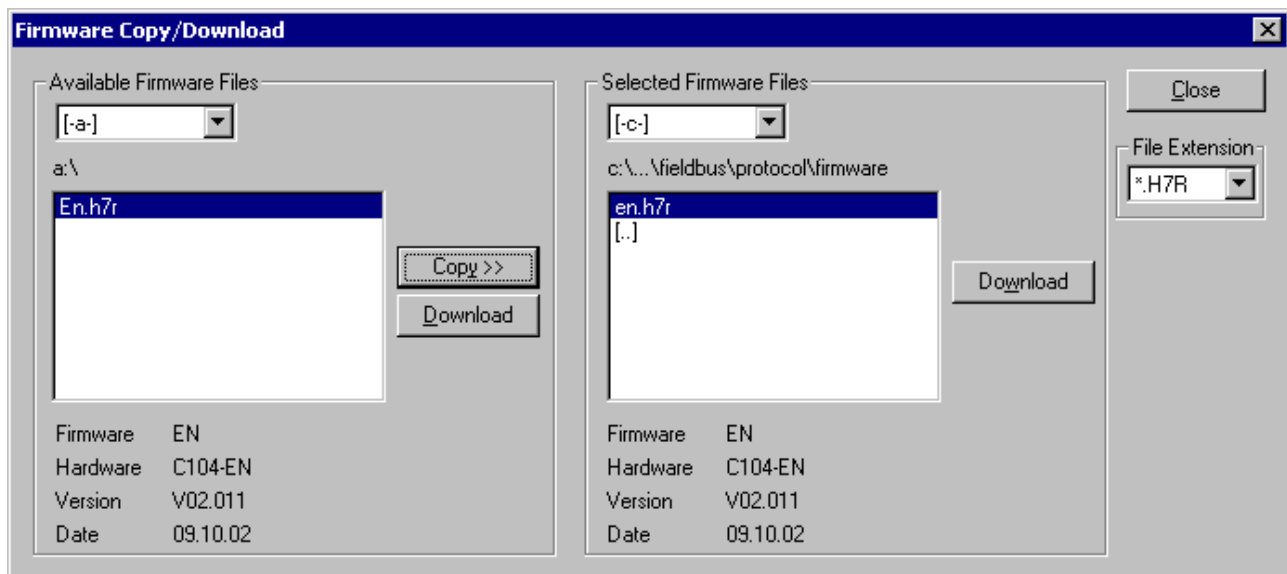 Firmware Copy/Download
Available Firmware Files
[-a-]
a:\
En.h7r
Copy >>
Download
Firmware EN
Hardware C104-EN
Version V02.011
Date 09.10.02
Selected Firmware Files
[-c-]
c:\...\fieldbus\protocol\firmware
en.h7r
[..]
Download
Firmware EN
Hardware C104-EN
Version V02.011
Date 09.10.02
Close
File Extension
*.H7R